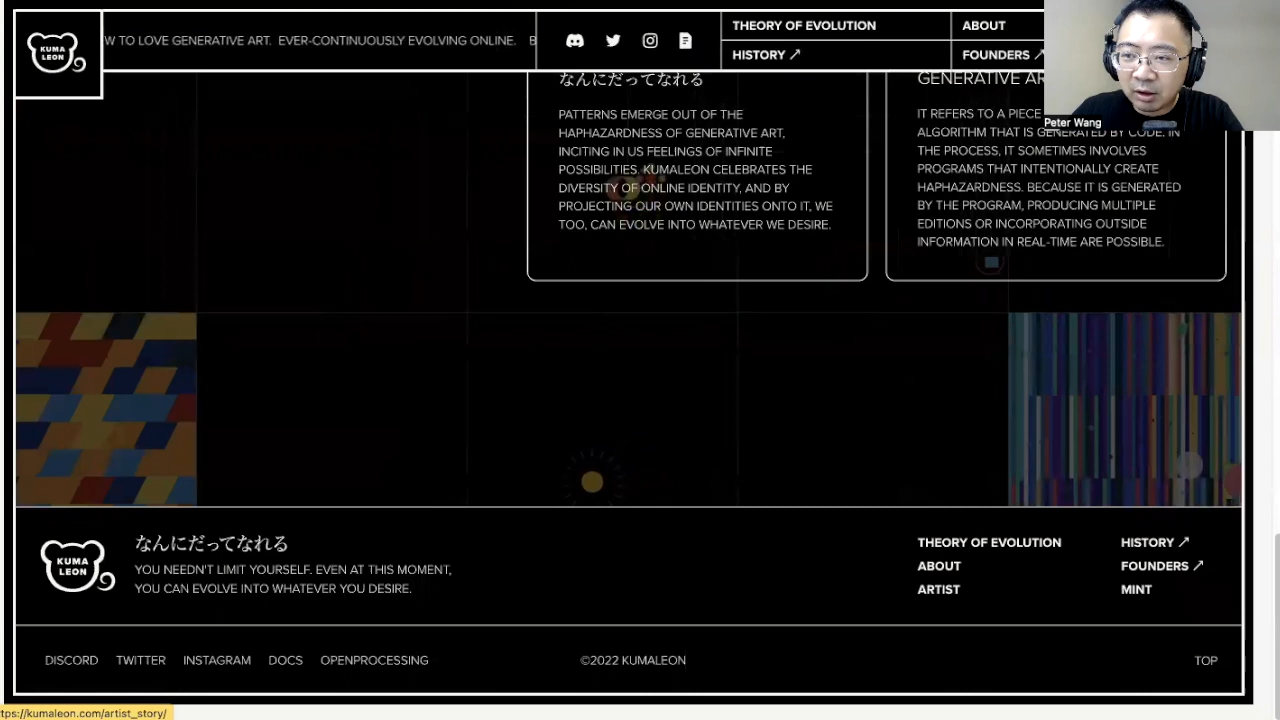 KUMA
LEON
W TO LOVE GENERATIVE ART. EVER-CONTINUOUSLY EVOLVING ONLINE. B
THEORY OF EVOLUTION
ABOUT
HISTORY ↗
FOUNDERS ↗
Peter Wang
なんにだってなれる
PATTERNS EMERGE OUT OF THE
HAPHAZARDNESS OF GENERATIVE ART,
INCITING IN US FEELINGS OF INFINITE
POSSIBILITIES. KUMALEON CELEBRATES THE
DIVERSITY OF ONLINE IDENTITY, AND BY
PROJECTING OUR OWN IDENTITIES ONTO IT, WE
TOO, CAN EVOLVE INTO WHATEVER WE DESIRE.
GENERATIVE AR
IT REFERS TO A PIECE
ALGORITHM THAT IS GENERATED BY CODE. IN
THE PROCESS, IT SOMETIMES INVOLVES
PROGRAMS THAT INTENTIONALLY CREATE
HAPHAZARDNESS. BECAUSE IT IS GENERATED
BY THE PROGRAM, PRODUCING MULTIPLE
EDITIONS OR INCORPORATING OUTSIDE
INFORMATION IN REAL-TIME ARE POSSIBLE.
KUMA
LEON
なんにだってなれる
YOU NEEDN'T LIMIT YOURSELF. EVEN AT THIS MOMENT,
YOU CAN EVOLVE INTO WHATEVER YOU DESIRE.
THEORY OF EVOLUTION
ABOUT
ARTIST
HISTORY ↗
FOUNDERS ↗
MINT
DISCORD TWITTER INSTAGRAM DOCS OPENPROCESSING
©2022 KUMALEON
TOP
ttps://kumaleon.com/artist_story/